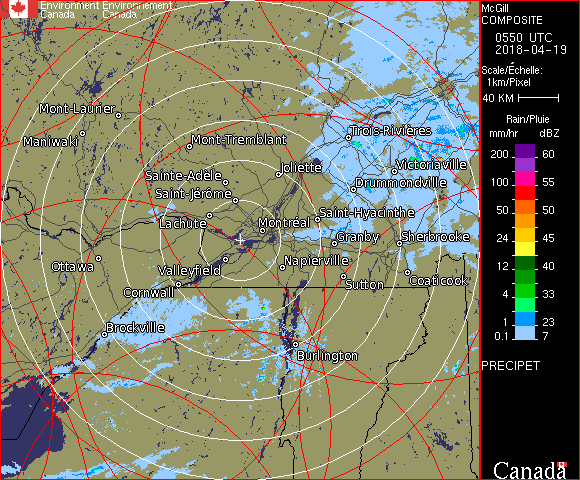 Environment Environnement
Canada Canada
McGill
COMPOSITE
0550 UTC
2018-04-19
Scale/Échelle:
1km/Pixel
40 KM
Rain/Pluie
mm/hr dBZ
200 60
100 55
50 50
24 45
12 40
4 33
1 30
0.5 23
0.1 7
PRECIPET
Canada
Mont-Laurier
Maniwaki
Mont-Tremblant
Trois-Rivières
Sainte-Adèle
Joliette
Victoriaville
Saint-Jérôme
Drummondville
Lachute
Montréal
Saint-Hyacinthe
Granby
Sherbrooke
Ottawa
Valleyfield
Napierville
Cornwall
Sutton
Coaticook
Brockville
Burlington